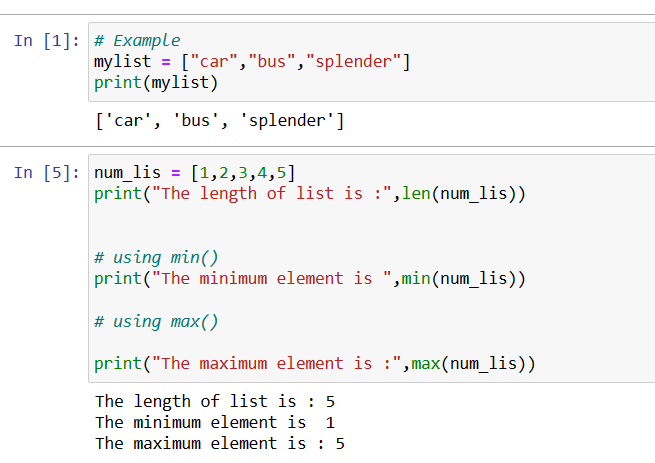 In [1]: # Example
mylist = ["car","bus","splender"]
print(mylist)
['car', 'bus', 'splender']
In [5]: num_lis = [1,2,3,4,5]
print("The length of list is :",len(num_lis))
# using min()
print("The minimum element is ",min(num_lis))
# using max()
print("The maximum element is :",max(num_lis))
The length of list is : 5
The minimum element is  1
The maximum element is : 5